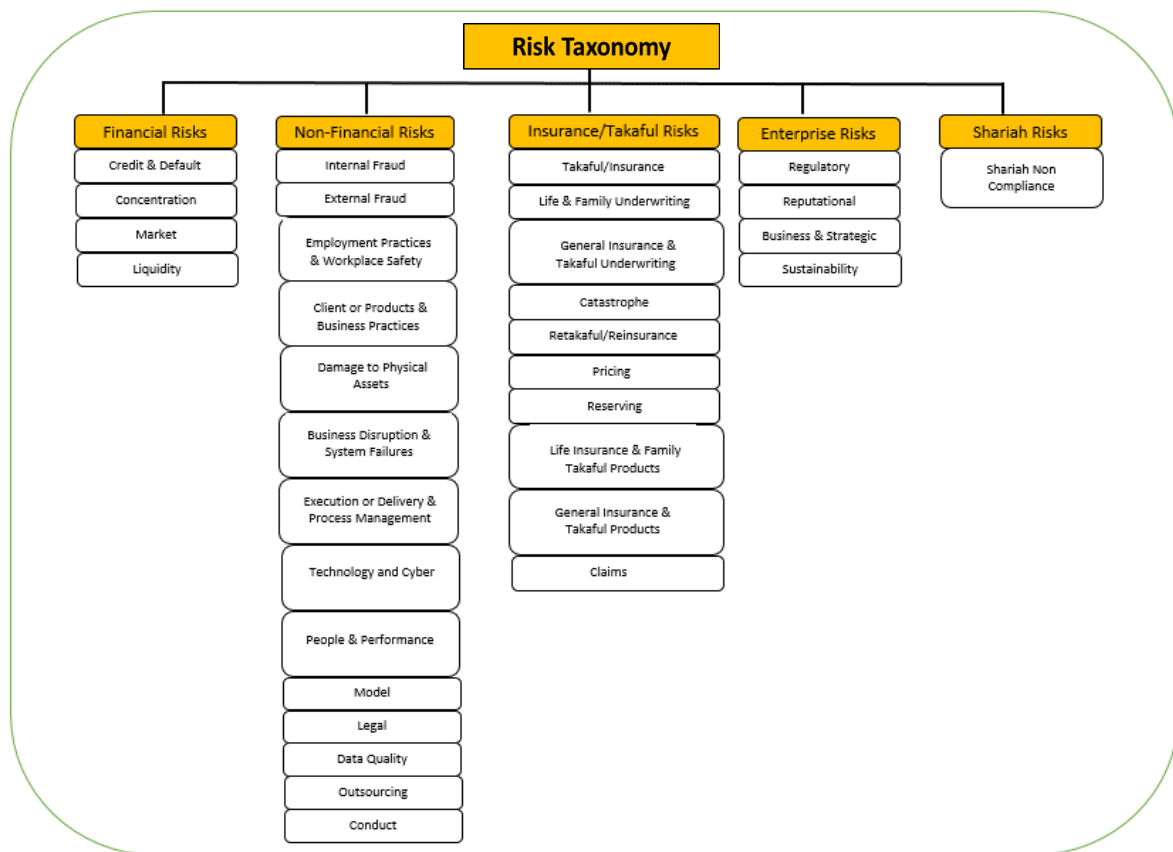 Risk Taxonomy
Financial Risks
Credit & Default
Concentration
Market
Liquidity
Non-Financial Risks
Internal Fraud
External Fraud
Employment Practices
& Workplace Safety
Client or Products &
Business Practices
Damage to Physical
Assets
Business Disruption &
System Failures
Execution or Delivery &
Process Management
Technology and Cyber
People & Performance
Model
Legal
Data Quality
Outsourcing
Conduct
Insurance/Takaful Risks
Takaful/Insurance
Life & Family Underwriting
General Insurance &
Takaful Underwriting
Catastrophe
Retakaful/Reinsurance
Pricing
Reserving
Life Insurance & Family
Takaful Products
General Insurance &
Takaful Products
Claims
Enterprise Risks
Regulatory
Reputational
Business & Strategic
Sustainability
Shariah Risks
Shariah Non
Compliance